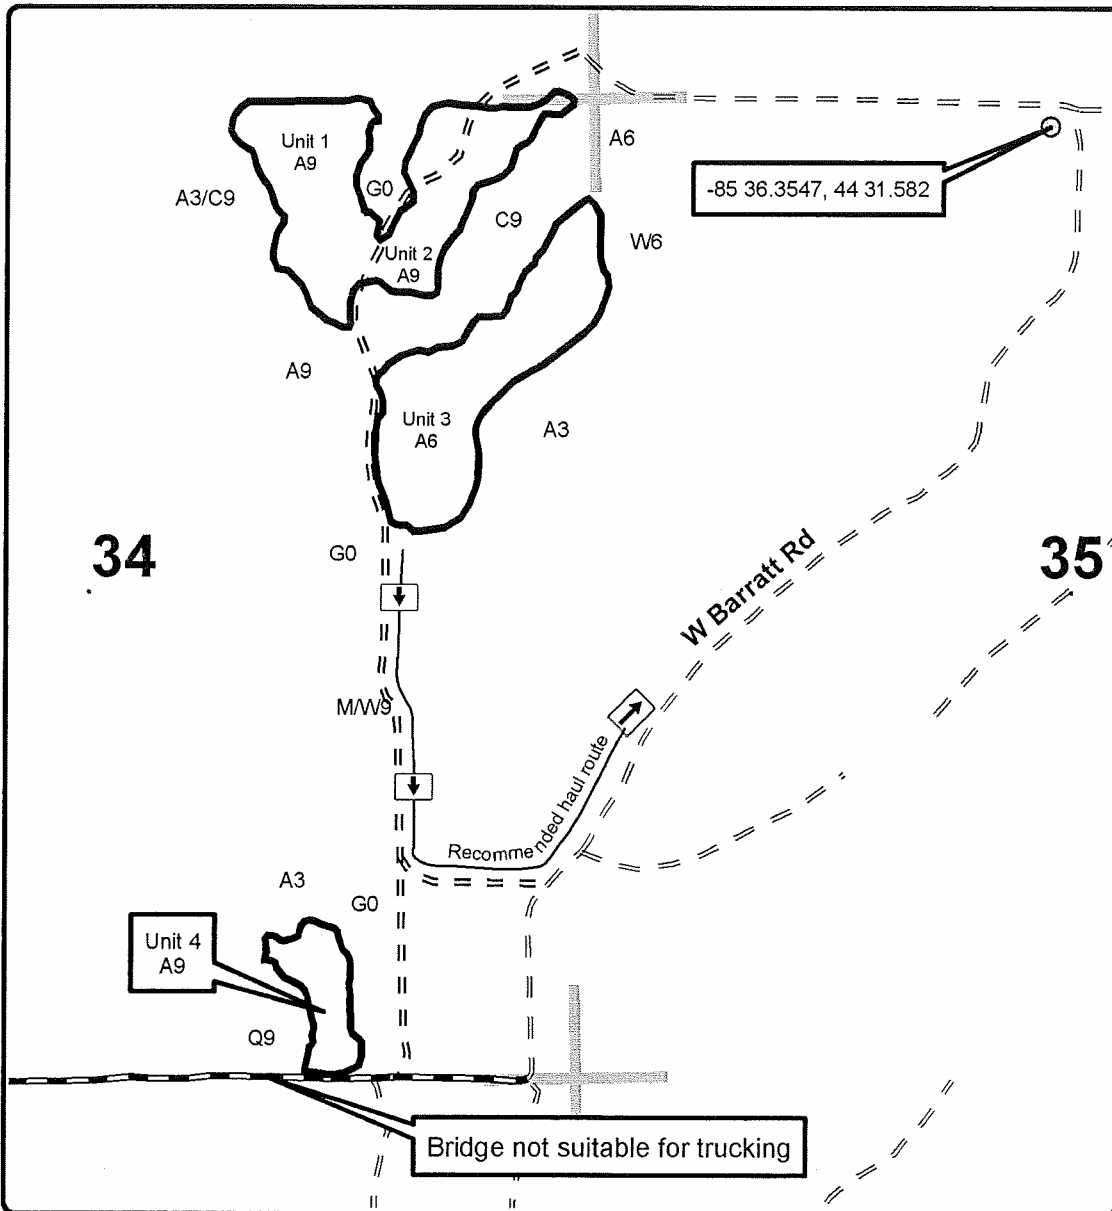 Unit 1
A9
A6
-85 36.3547, 44 31.582
A3/C9
G0
C9
W6
Unit 2
A9
A9
Unit 3
A6
A3
34
G0
35
W Barratt Rd
M/W9
Recommended haul route
A3
G0
Unit 4
A9
Q9
Bridge not suitable for trucking